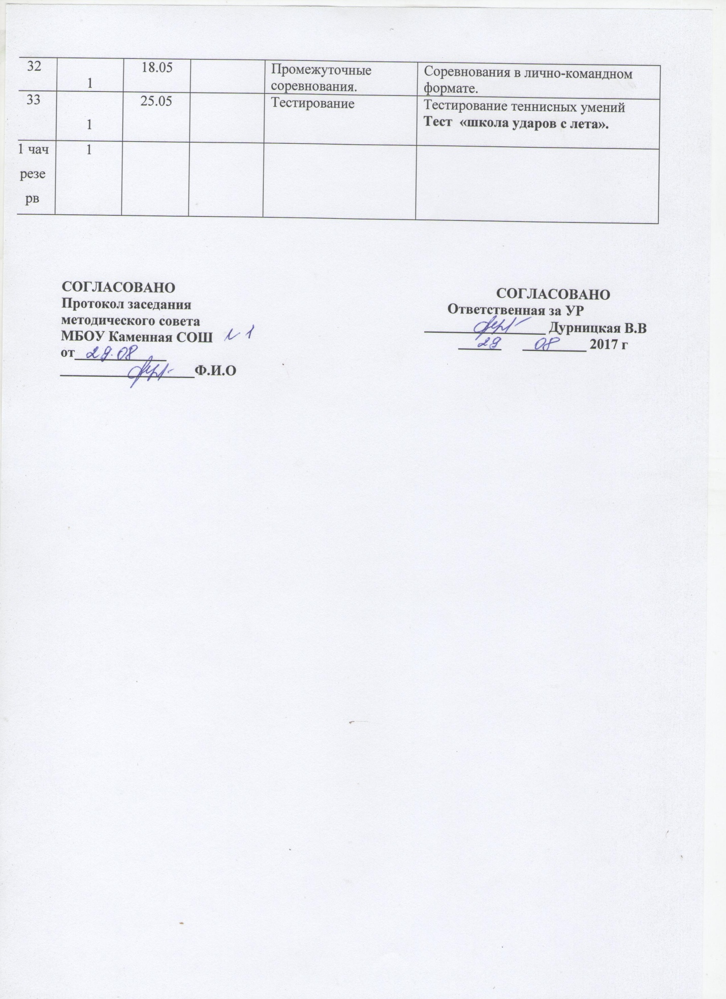 32 1 18.05 Промежуточные Соревнования в лично-командном
соревнования. формате.
33 1 25.05 Тестирование Тестирование теннисных умений
Тест «школа ударов с лета».
1 чач 1
резе
рв
СОГЛАСОВАНО
Протокол заседания
методического совета
МБОУ Каменная СОШ N 1
от 29.08
Ф.И.О
СОГЛАСОВАНО
Ответственная за УР
Дурницкая В.В
29 08 2017 г